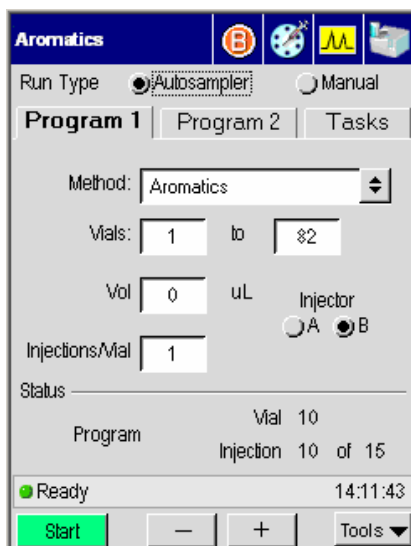 Aromatics B
Run Type Autosampler Manual
Program 1 Program 2 Tasks
Method: Aromatics
Vials: 1 to 82
Vol 0 uL Injector
A B
Injections/Vial 1
Status
Vial 10
Program
Injection 10 of 15
Ready 14:11:43
Start − + Tools